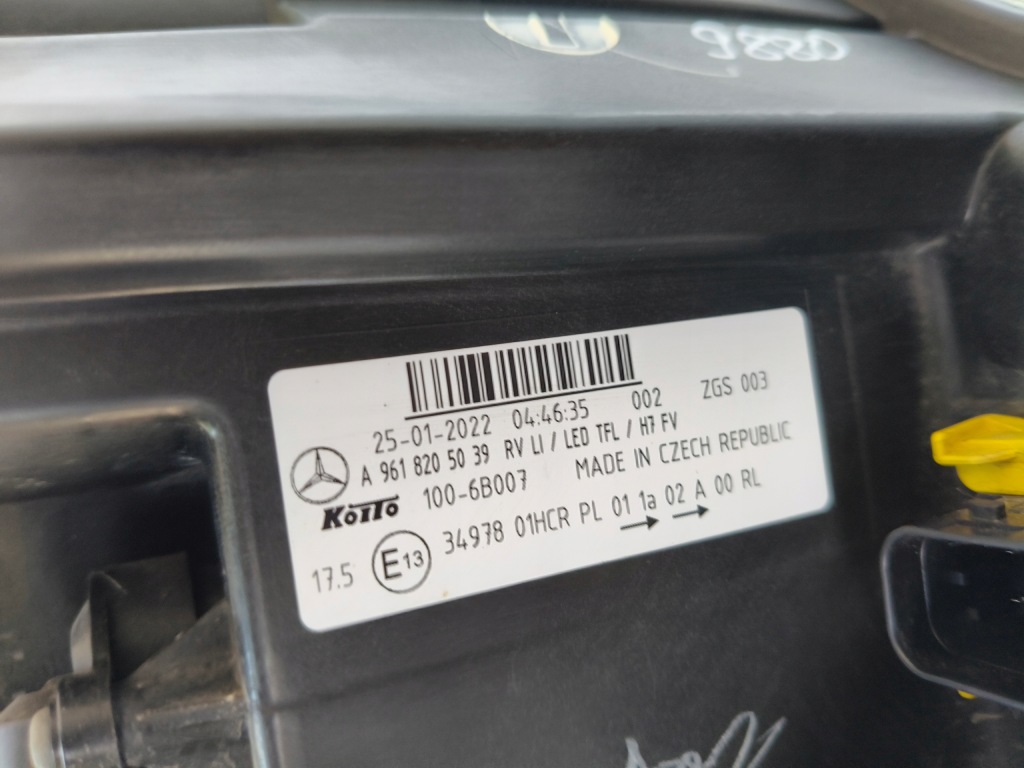 9880
25-01-2022 04:46:35 002 ZGS 003
A 961 820 50 39 RV LI / LED TFL / H7 FV
KOITO 100-6B007 MADE IN CZECH REPUBLIC
17.5 E13 34978 01HCR PL 01 1a 02 A 00 RL